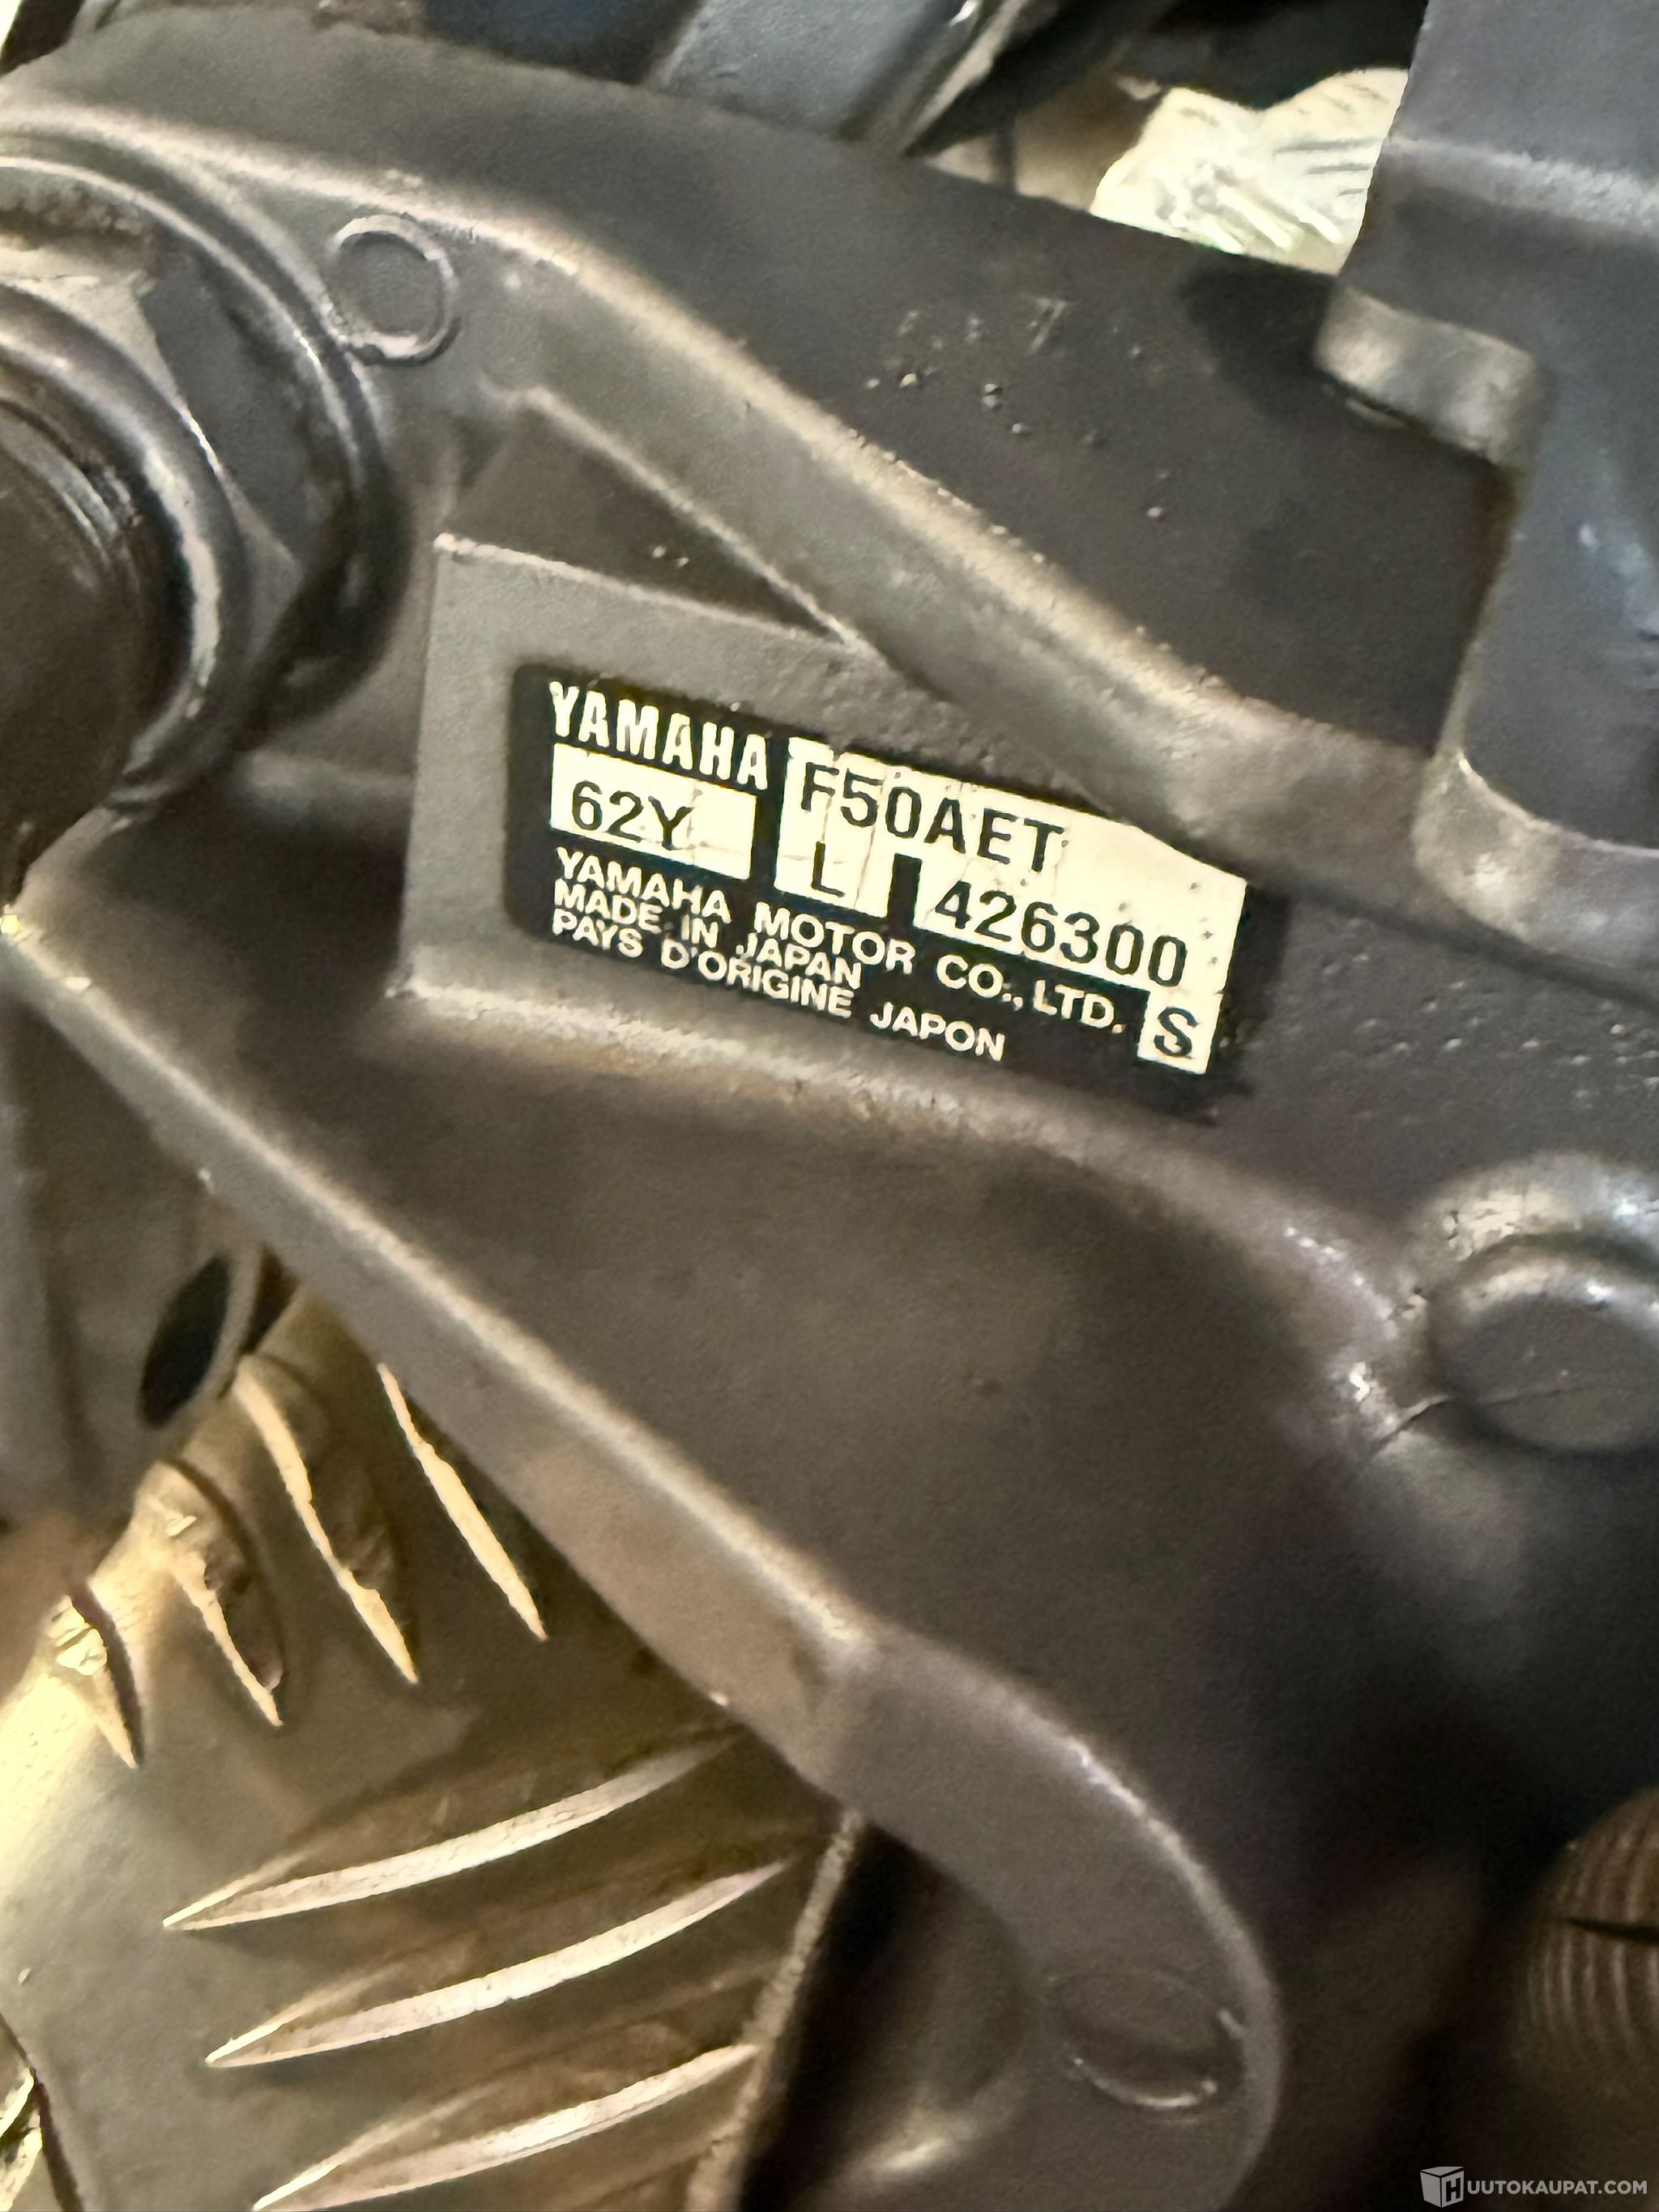 YAMAHA F50AET
62Y L 426300
YAMAHA MOTOR CO., LTD.
MADE IN JAPAN
PAYS D'ORIGINE JAPON S
HUUTOKAUPAT.COM